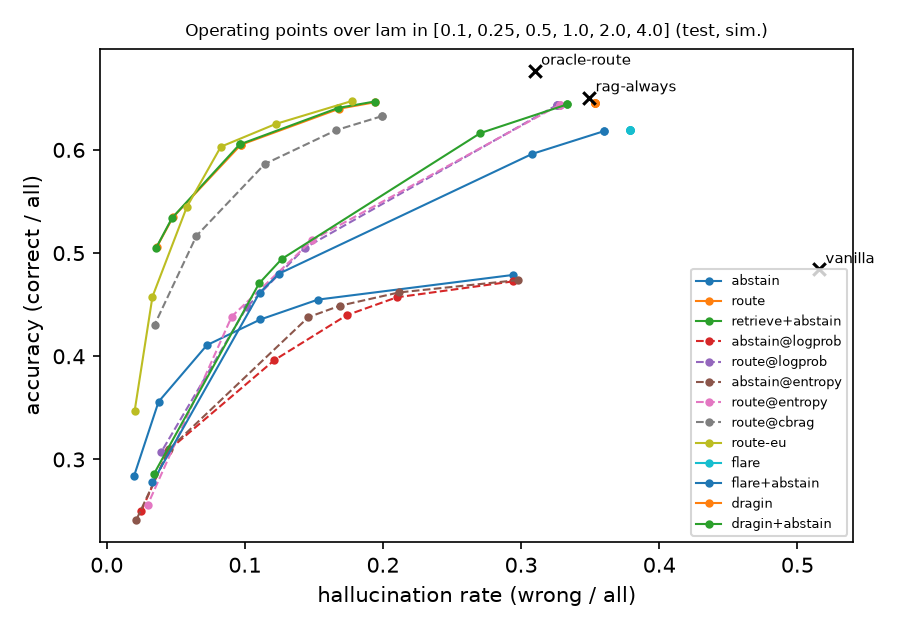 Operating points over lam in [0.1, 0.25, 0.5, 1.0, 2.0, 4.0] (test, sim.)
oracle-route
rag-always
vanilla
accuracy (correct / all)
0.6
0.5
0.4
0.3
abstain
route
retrieve+abstain
abstain@logprob
route@logprob
abstain@entropy
route@entropy
route@cbrag
route-eu
flare
flare+abstain
dragin
dragin+abstain
0.0 0.1 0.2 0.3 0.4 0.5
hallucination rate (wrong / all)